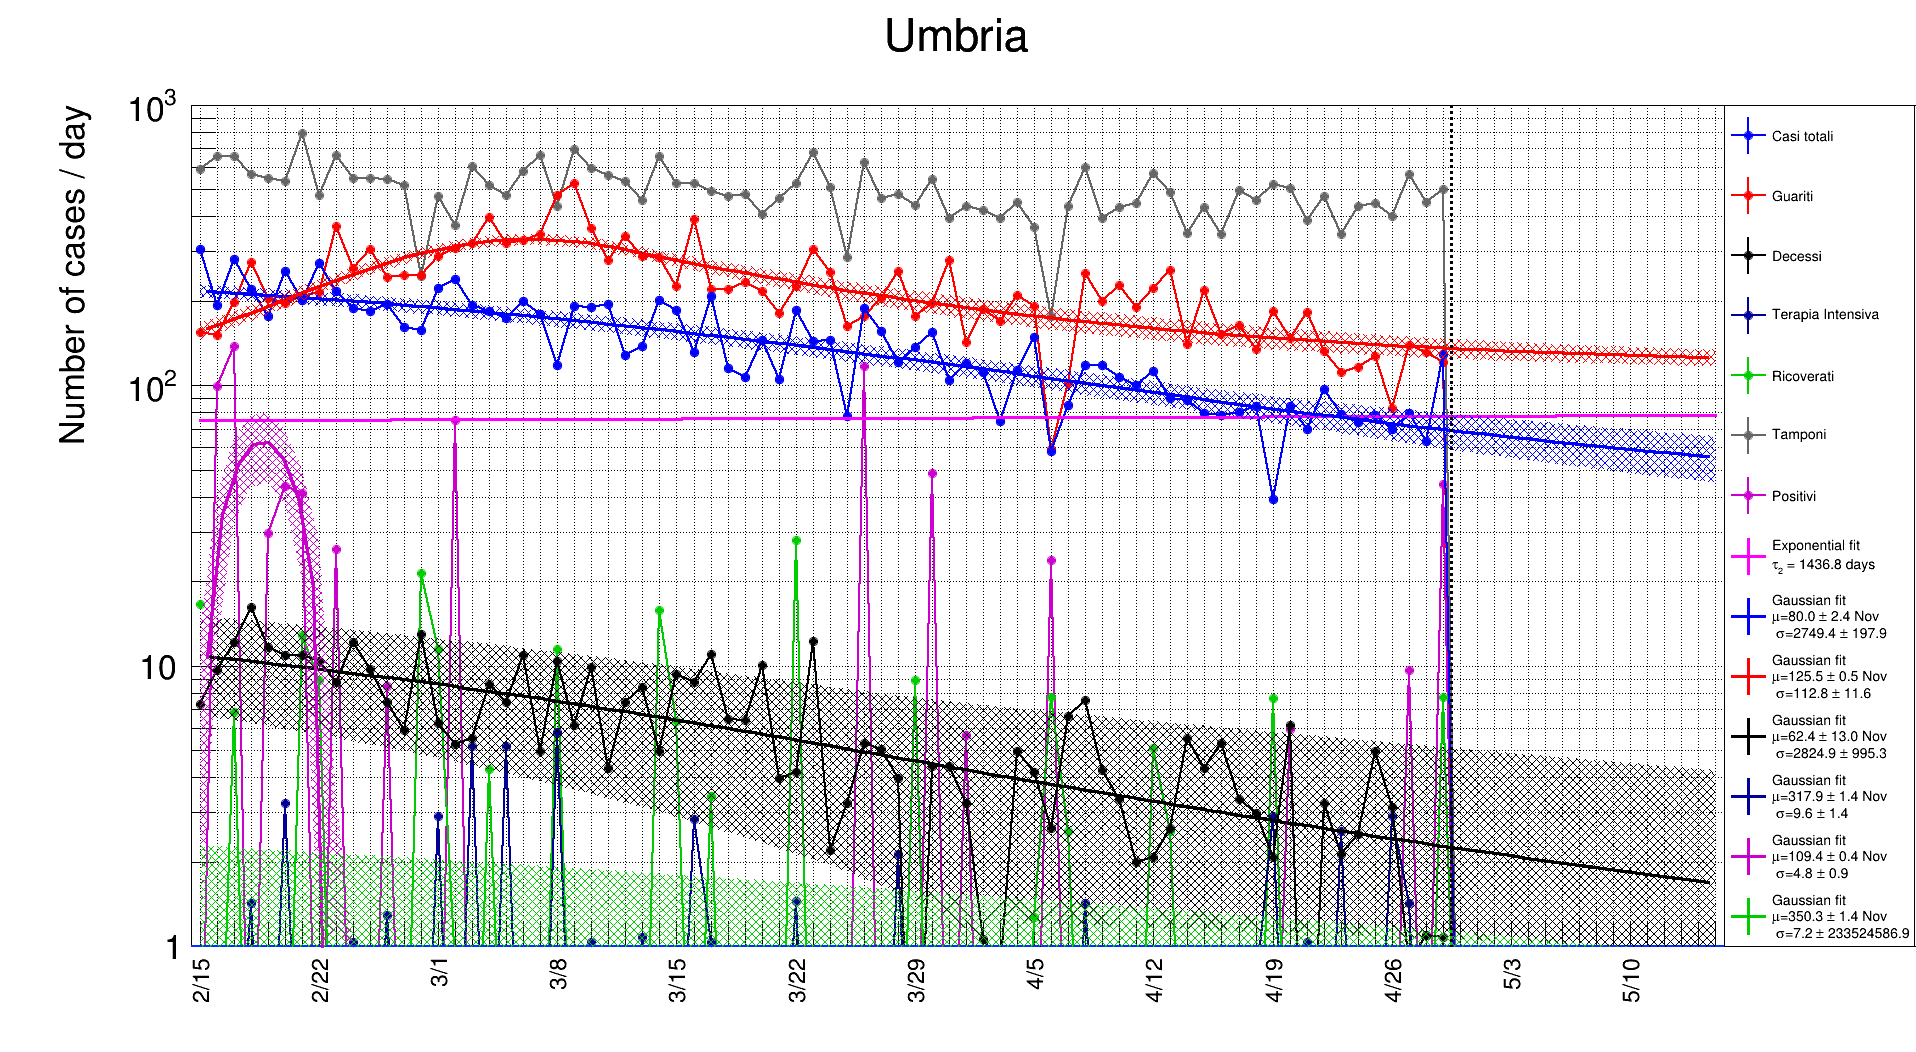 Umbria
Number of cases / day
10³
10²
10
1
2/15
2/22
3/1
3/8
3/15
3/22
3/29
4/5
4/12
4/19
4/26
5/3
5/10
Casi totali
Guariti
Decessi
Terapia Intensiva
Ricoverati
Tamponi
Positivi
Exponential fit
τ₂ = 1436.8 days
Gaussian fit
μ=80.0 ± 2.4 Nov
σ=2749.4 ± 197.9
Gaussian fit
μ=125.5 ± 0.5 Nov
σ=112.8 ± 11.6
Gaussian fit
μ=62.4 ± 13.0 Nov
σ=2824.9 ± 995.3
Gaussian fit
μ=317.9 ± 1.4 Nov
σ=9.6 ± 1.4
Gaussian fit
μ=109.4 ± 0.4 Nov
σ=4.8 ± 0.9
Gaussian fit
μ=350.3 ± 1.4 Nov
σ=7.2 ± 233524586.9